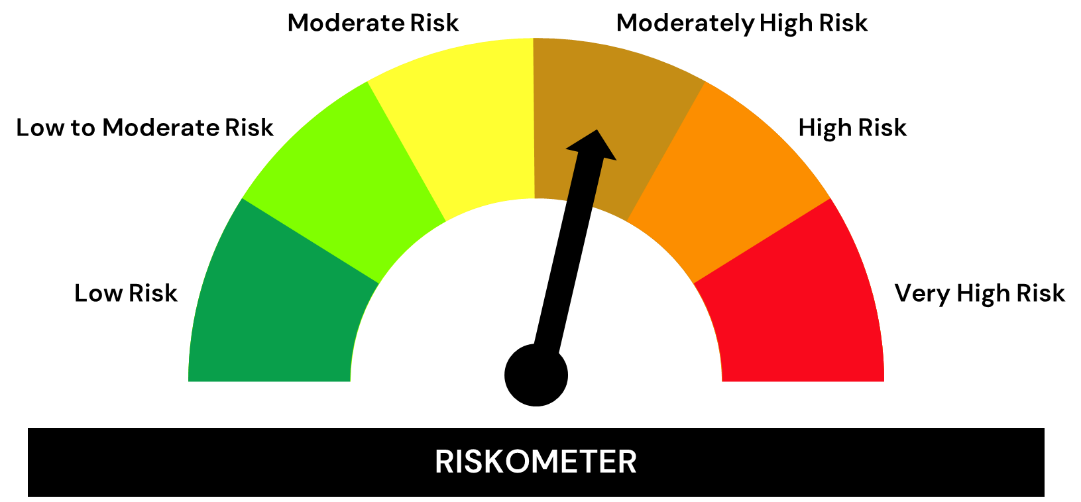 Moderate Risk
Moderately High Risk
Low to Moderate Risk
High Risk
Low Risk
Very High Risk
RISKOMETER